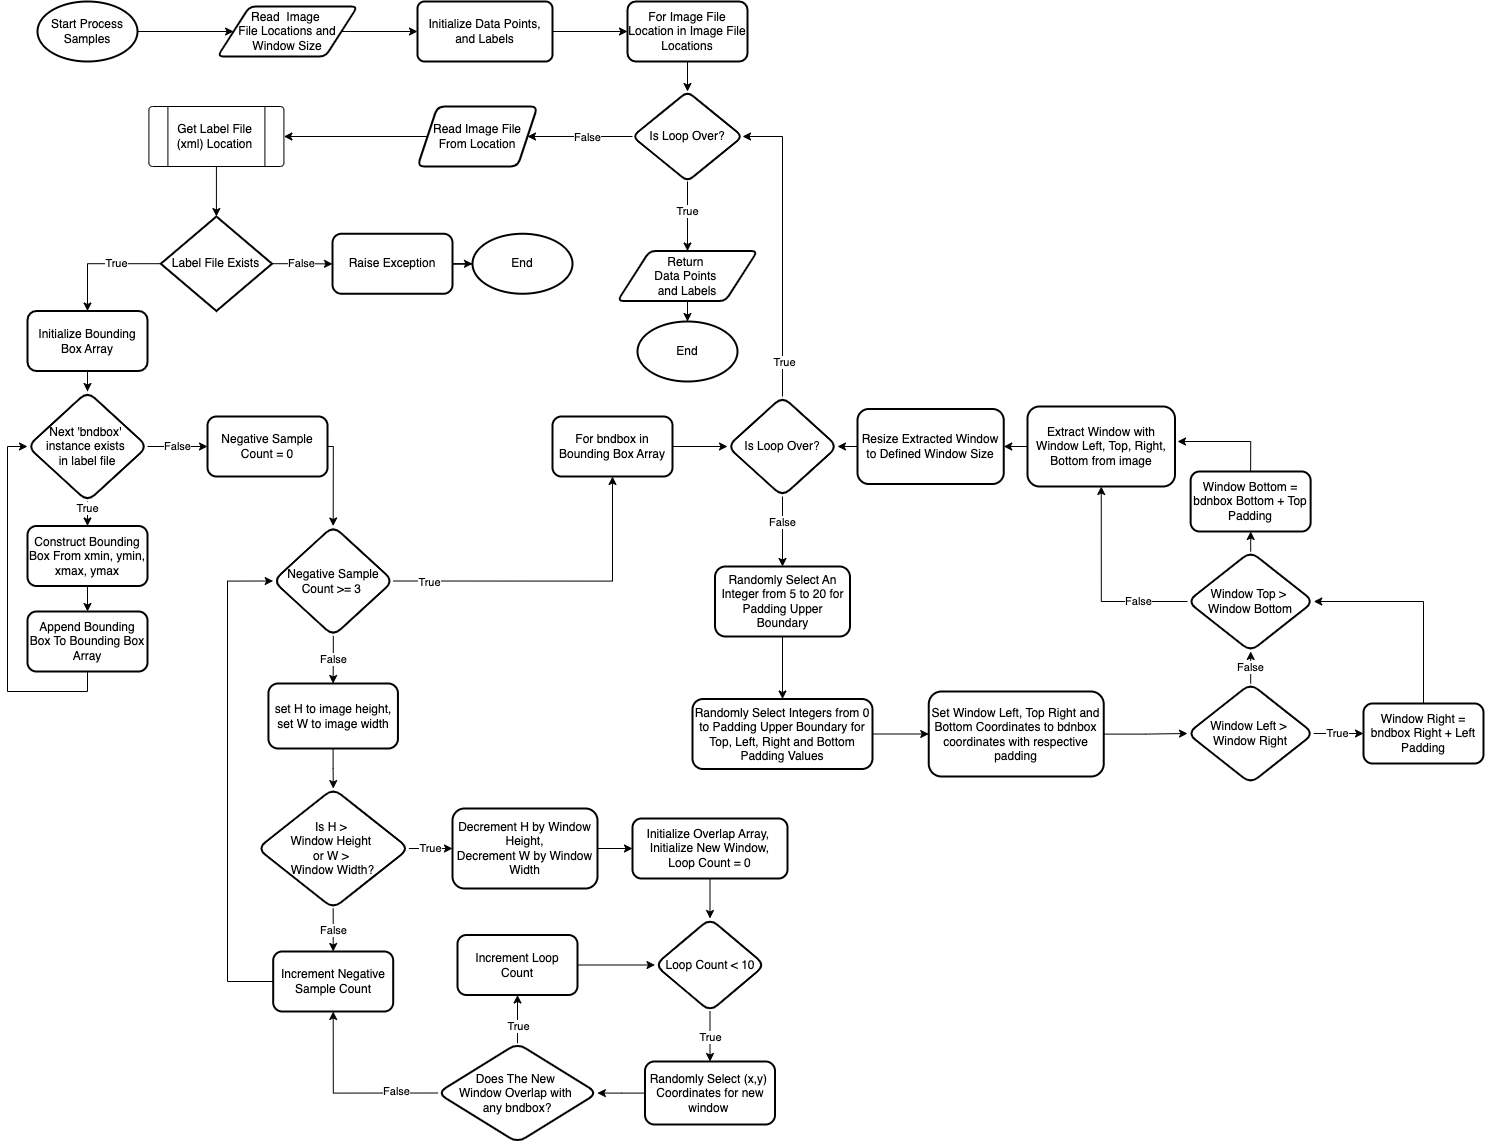 Start Process
Samples
Read  Image
File Locations and
Window Size
Initialize Data Points,
and Labels
For Image File
Location in Image File
Locations
Get Label File
(xml) Location
Read Image File
From Location
False
Is Loop Over?
True
Return
Data Points
and Labels
End
Label File Exists
True
False
Raise Exception
End
Initialize Bounding
Box Array
Next 'bndbox'
instance exists
in label file
False
True
Construct Bounding
Box From xmin, ymin,
xmax, ymax
Append Bounding
Box To Bounding Box
Array
Negative Sample
Count = 0
Negative Sample
Count >= 3
True
False
set H to image height,
set W to image width
Is H >
Window Height
or W >
Window Width?
True
False
Increment Negative
Sample Count
Decrement H by Window
Height,
Decrement W by Window
Width
Initialize Overlap Array,
Initialize New Window,
Loop Count = 0
Loop Count < 10
True
Randomly Select (x,y)
Coordinates for new
window
Does The New
Window Overlap with
any bndbox?
True
False
Increment Loop
Count
For bndbox in
Bounding Box Array
Is Loop Over?
True
False
Randomly Select An
Integer from 5 to 20 for
Padding Upper
Boundary
Randomly Select Integers from 0
to Padding Upper Boundary for
Top, Left, Right and Bottom
Padding Values
Set Window Left, Top Right and
Bottom Coordinates to bdnbox
coordinates with respective
padding
Window Left >
Window Right
True
False
Window Right =
bndbox Right + Left
Padding
Window Top >
Window Bottom
False
Window Bottom =
bdnbox Bottom + Top
Padding
Extract Window with
Window Left, Top, Right,
Bottom from image
Resize Extracted Window
to Defined Window Size